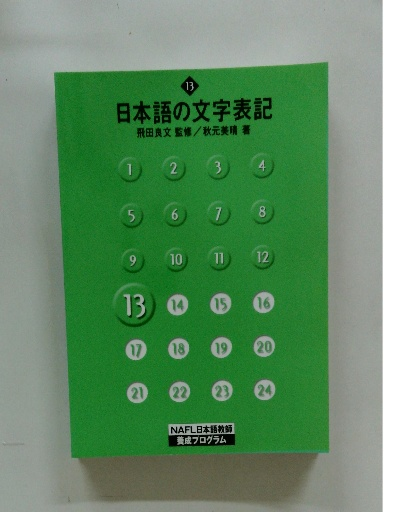 13
日本語の文字表記
飛田良文 監修／秋元美晴 著
1 2 3 4
5 6 7 8
9 10 11 12
13 14 15 16
17 18 19 20
21 22 23 24
NAFL日本語教師
養成プログラム